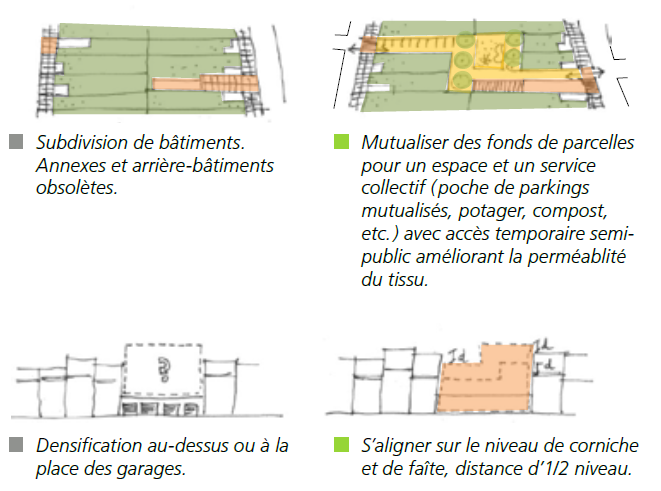 Subdivision de bâtiments.
Annexes et arrière-bâtiments
obsolètes.
Mutualiser des fonds de parcelles
pour un espace et un service
collectif (poche de parkings
mutualisés, potager, compost,
etc.) avec accès temporaire semi-
public améliorant la perméablité
du tissu.
?
Densification au-dessus ou à la
place des garages.
Id
Id
rd
S’aligner sur le niveau de corniche
et de faîte, distance d’1/2 niveau.